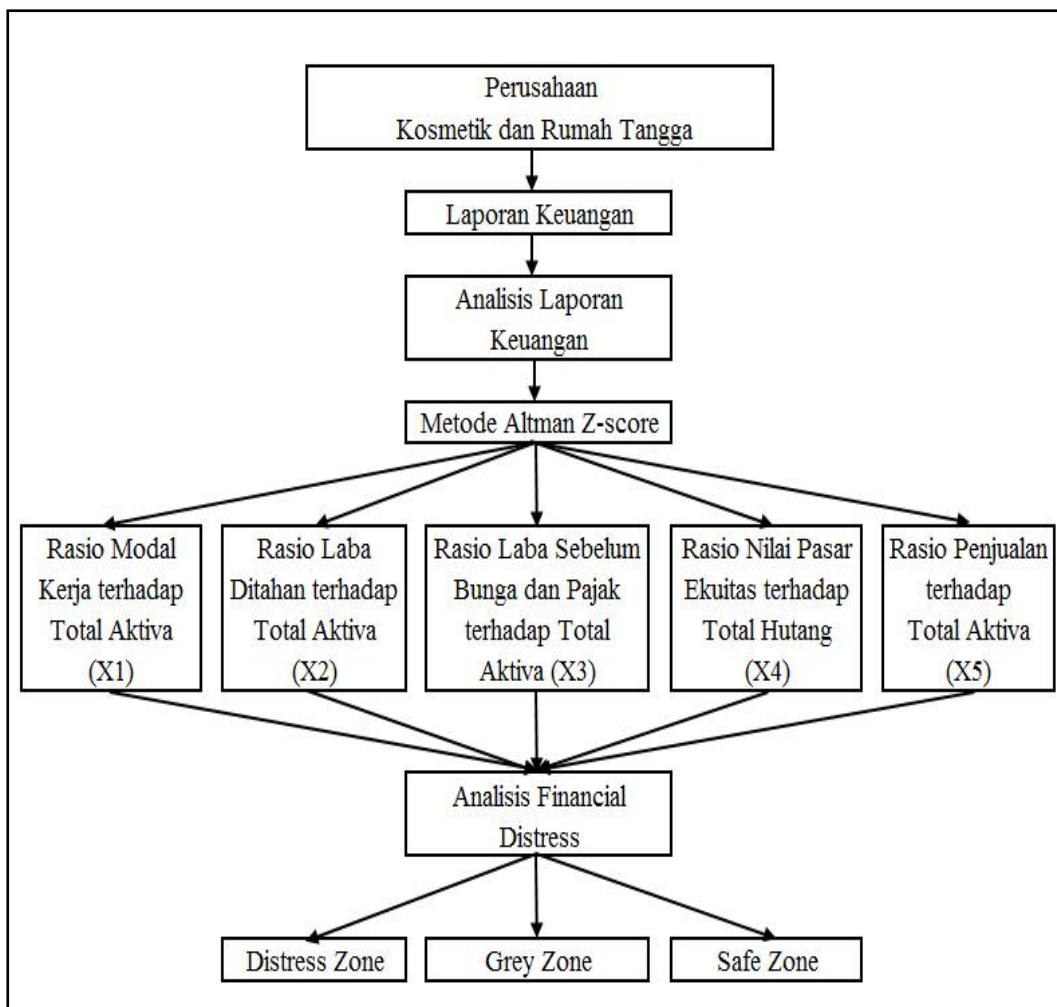 Perusahaan
Kosmetik dan Rumah Tangga
Laporan Keuangan
Analisis Laporan
Keuangan
Metode Altman Z-score
Rasio Modal
Kerja terhadap
Total Aktiva
(X1)
Rasio Laba
Ditahan terhadap
Total Aktiva
(X2)
Rasio Laba Sebelum
Bunga dan Pajak
terhadap Total
Aktiva (X3)
Rasio Nilai Pasar
Ekuitas terhadap
Total Hutang
(X4)
Rasio Penjualan
terhadap
Total Aktiva
(X5)
Analisis Financial
Distress
Distress Zone
Grey Zone
Safe Zone